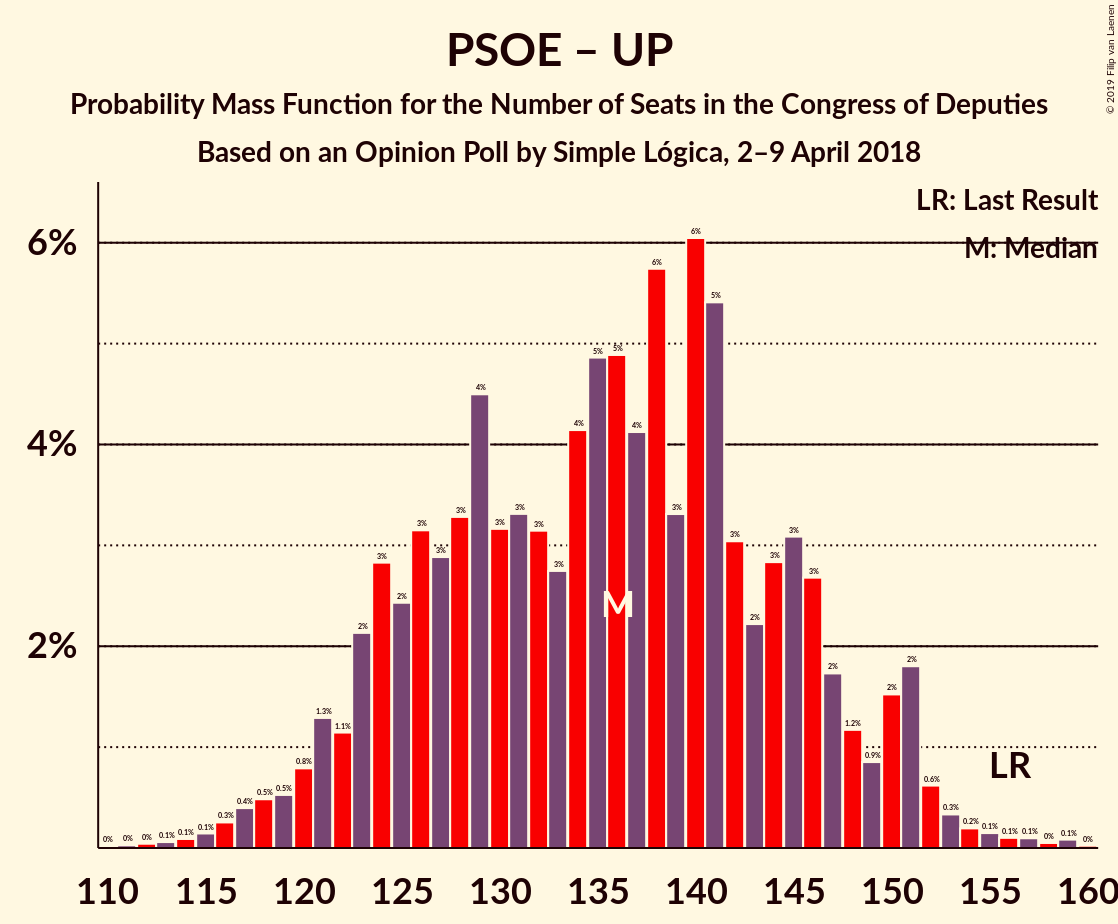 PSOE – UP
Probability Mass Function for the Number of Seats in the Congress of Deputies
Based on an Opinion Poll by Simple Lógica, 2–9 April 2018
© 2019 Filip van Laenen
LR: Last Result
M: Median
6%
4%
2%
0% 0% 0% 0.1% 0.1% 0.1% 0.3% 0.4% 0.5% 0.5% 0.8% 1.3% 1.1% 2% 3% 2% 3% 3% 3% 4% 3% 3% 3% 3% 4% 5% 5% 4% 6% 3% 6% 5% 3% 2% 3% 3% 3% 2% 1.2% 0.9% 2% 2% 0.6% 0.3% 0.2% 0.1% 0.1% 0.1% 0% 0.1% 0%
M
LR
110 115 120 125 130 135 140 145 150 155 160